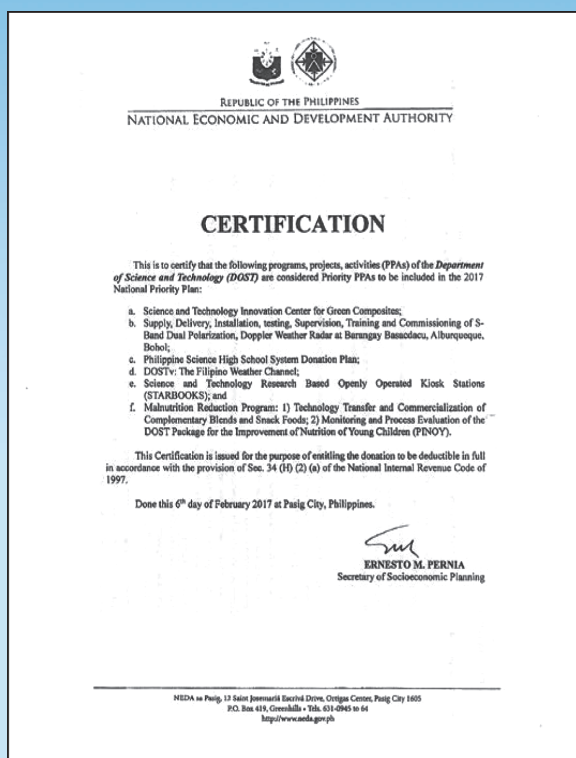 REPUBLIC OF THE PHILIPPINES
NATIONAL ECONOMIC AND DEVELOPMENT AUTHORITY
CERTIFICATION
This is to certify that the following programs, projects, activities (PPAs) of the Department
of Science and Technology (DOST) are considered Priority PPAs to be included in the 2017
National Priority Plan:
a. Science and Technology Innovation Center for Green Composites;
b. Supply, Delivery, Installation, testing, Supervision, Training and Commissioning of S-
Band Dual Polarization, Doppler Weather Radar at Barangay Basacdacu, Alburqueque,
Bohol;
c. Philippine Science High School System Donation Plan;
d. DOSTv: The Filipino Weather Channel;
e. Science and Technology Research Based Openly Operated Kiosk Stations
(STARBOOKS); and
f. Malnutrition Reduction Program: 1) Technology Transfer and Commercialization of
Complementary Blends and Snack Foods; 2) Monitoring and Process Evaluation of the
DOST Package for the Improvement of Nutrition of Young Children (PINOY).
This Certification is issued for the purpose of entitling the donation to be deductible in full
in accordance with the provision of Sec. 34 (H) (2) (a) of the National Internal Revenue Code of
1997.
Done this 6th day of February 2017 at Pasig City, Philippines.
ERNESTO M. PERNIA
Secretary of Socioeconomic Planning
NEDA sa Pasig, 12 Saint Josemaría Escrivá Drive, Ortigas Center, Pasig City 1605
P.O. Box 419, Greenhills • Tels. 631-0945 to 64
http://www.neda.gov.ph